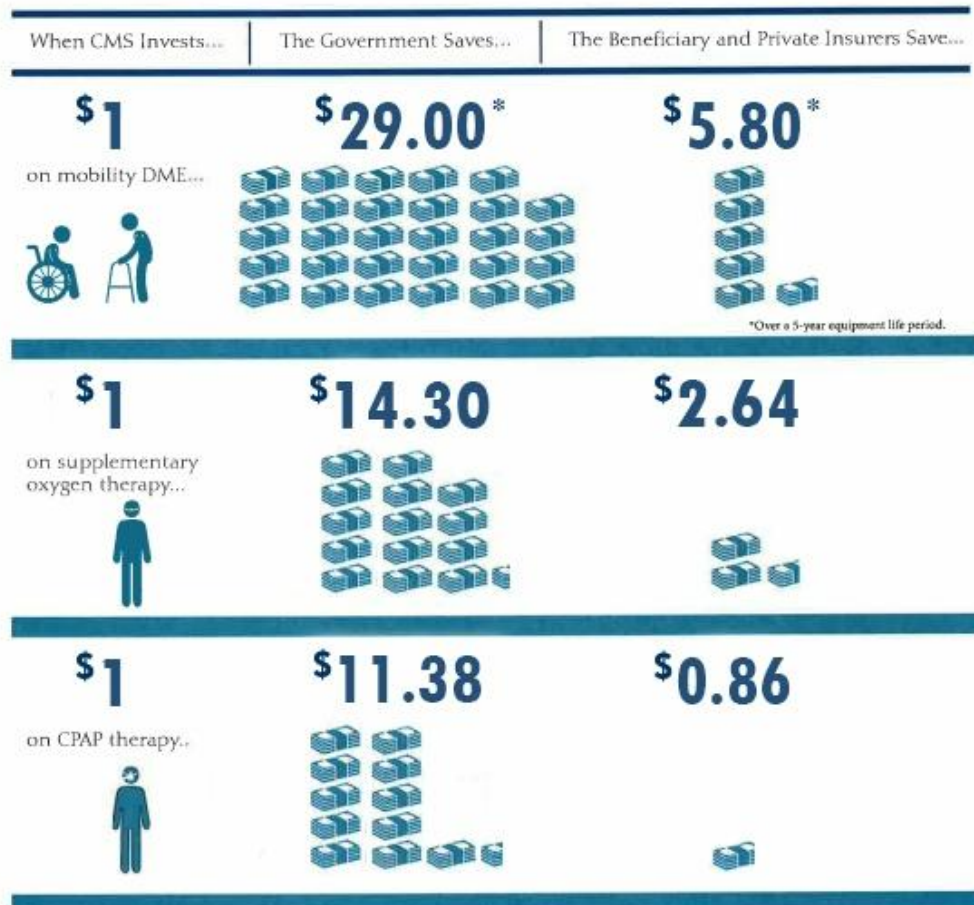 When CMS Invests... The Government Saves... The Beneficiary and Private Insurers Save...
$1 $29.00* $5.80*
on mobility DME...
*Over a 5-year equipment life period.
$1 $14.30 $2.64
on supplementary
oxygen therapy...
$1 $11.38 $0.86
on CPAP therapy..